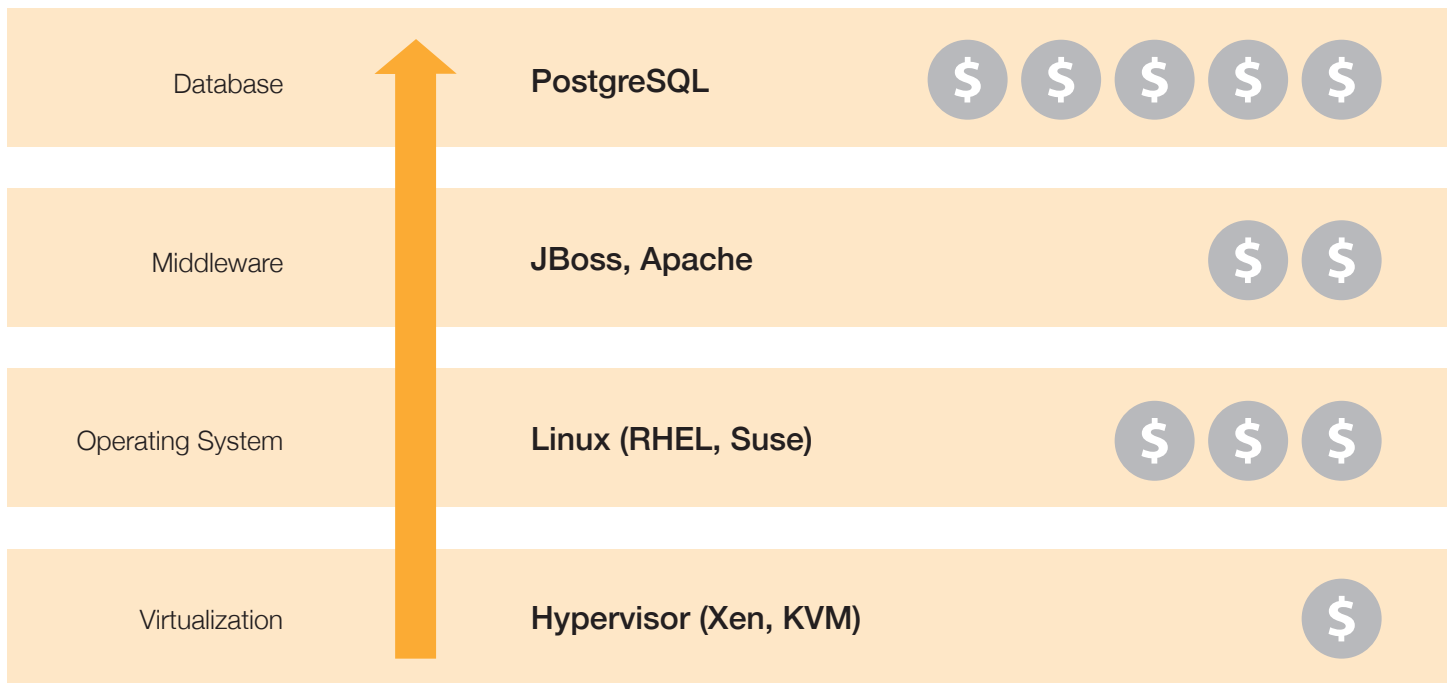 Database PostgreSQL $ $ $ $ $
Middleware JBoss, Apache $ $
Operating System Linux (RHEL, Suse) $ $ $
Virtualization Hypervisor (Xen, KVM) $